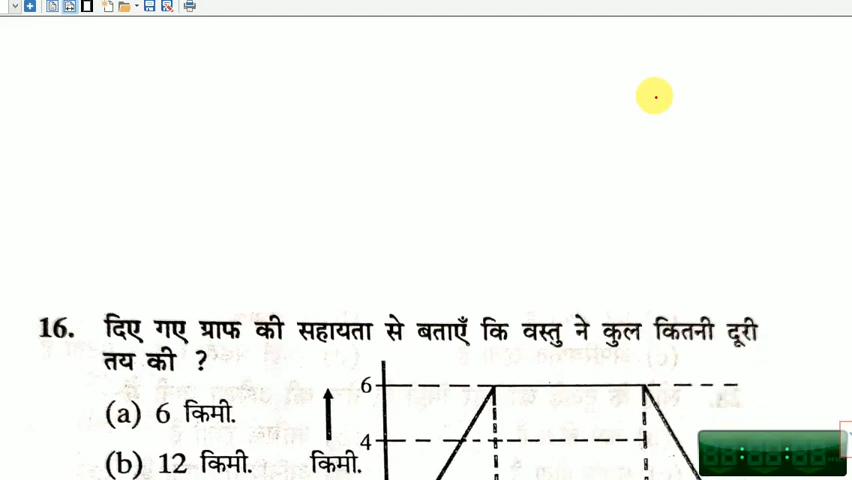 16. दिए गए ग्राफ की सहायता से बताएँ कि वस्तु ने कुल कितनी दूरी
तय की ?
(a) 6 किमी.
(b) 12 किमी.
किमी.
6
4